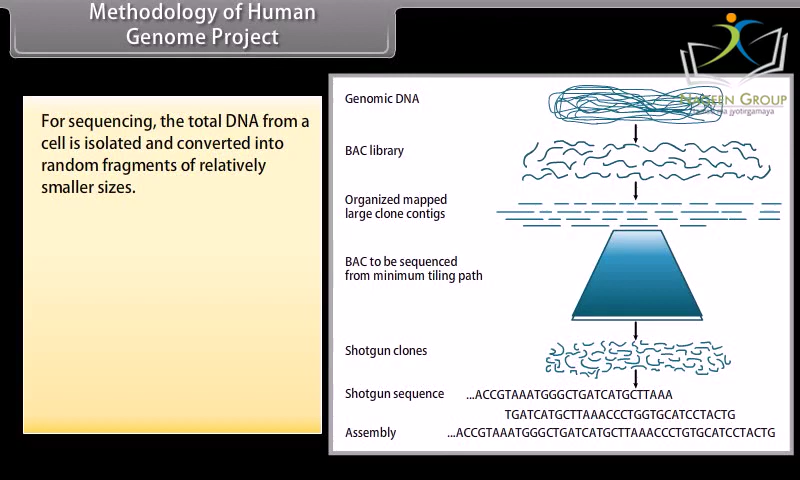 Methodology of Human
Genome Project
For sequencing, the total DNA from a
cell is isolated and converted into
random fragments of relatively
smaller sizes.
Genomic DNA
BAC library
Organized mapped
large clone contigs
BAC to be sequenced
from minimum tiling path
Shotgun clones
Shotgun sequence ...ACCGTAAATGGGCTGATCATGCTTAAA
TGATCATGCTTAAACCCTGGTGCATCCTACTG
Assembly ...ACCGTAAATGGGCTGATCATGCTTAAACCCTGTGCATCCTACTG
Group
jyotirgamaya